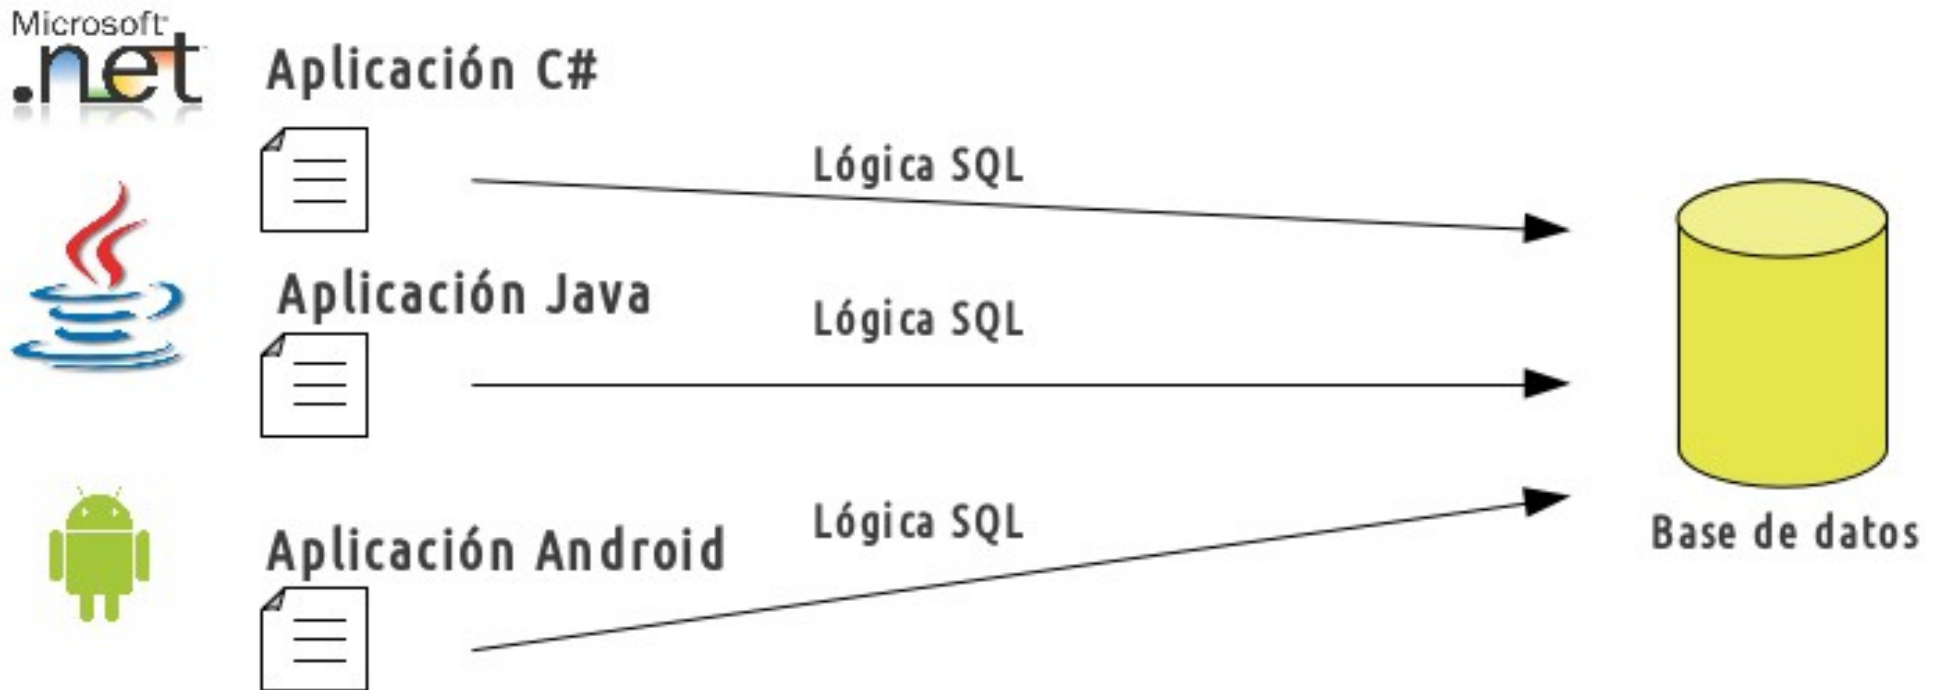 Microsoft
.net
Aplicación C#
Lógica SQL
Aplicación Java
Lógica SQL
Aplicación Android
Lógica SQL
Base de datos